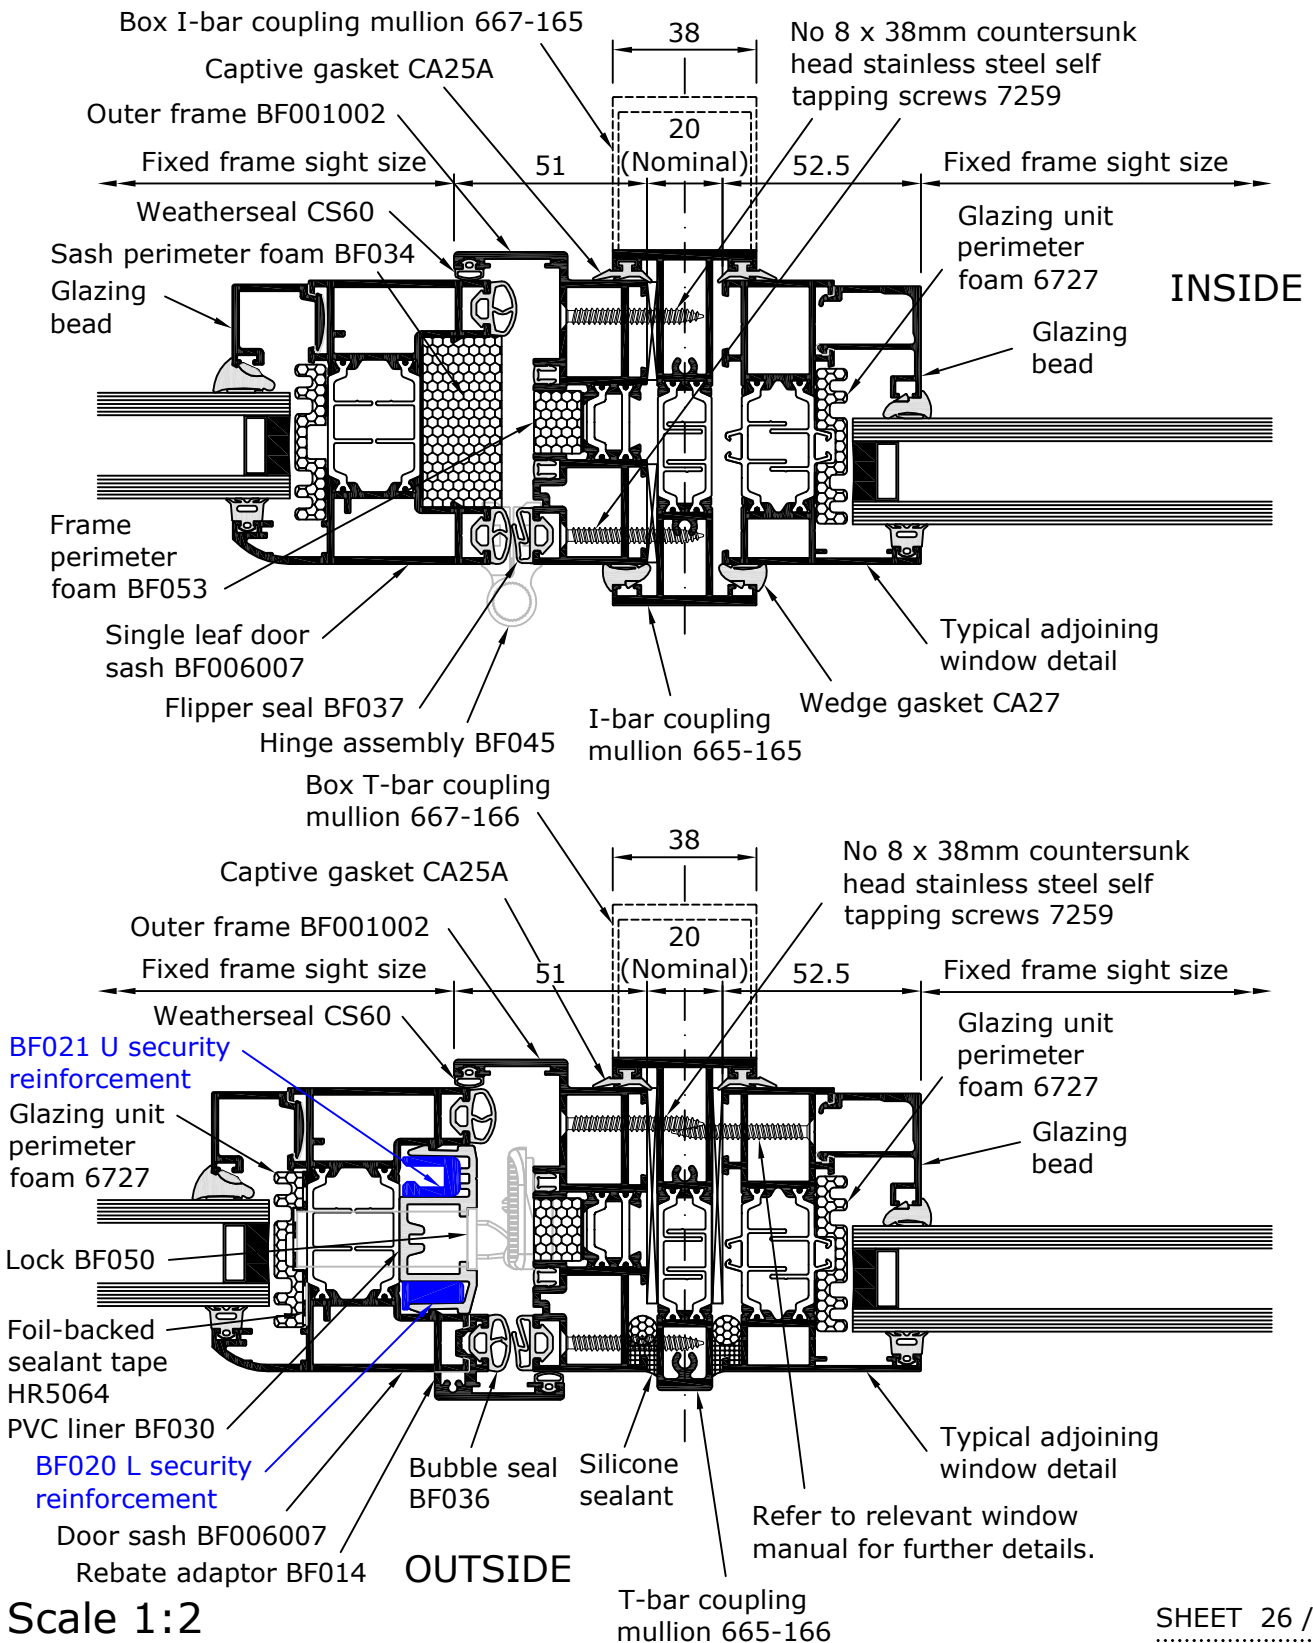 Box I-bar coupling mullion 667-165
38
No 8 x 38mm countersunk
head stainless steel self
tapping screws 7259
Captive gasket CA25A
Outer frame BF001002
20
(Nominal)
Fixed frame sight size
51
52.5
Fixed frame sight size
Weatherseal CS60
Sash perimeter foam BF034
Glazing
bead
Glazing unit
perimeter
foam 6727
INSIDE
Glazing
bead
Frame
perimeter
foam BF053
Single leaf door
sash BF006007
Flipper seal BF037
Hinge assembly BF045
I-bar coupling
mullion 665-165
Wedge gasket CA27
Typical adjoining
window detail
Box T-bar coupling
mullion 667-166
38
No 8 x 38mm countersunk
head stainless steel self
tapping screws 7259
Captive gasket CA25A
Outer frame BF001002
20
(Nominal)
Fixed frame sight size
51
52.5
Fixed frame sight size
Weatherseal CS60
BF021 U security
reinforcement
Glazing unit
perimeter
foam 6727
Glazing unit
perimeter
foam 6727
Glazing
bead
Lock BF050
Foil-backed
sealant tape
HR5064
PVC liner BF030
BF020 L security
reinforcement
Door sash BF006007
Rebate adaptor BF014
Bubble seal
BF036
Silicone
sealant
Typical adjoining
window detail
Refer to relevant window
manual for further details.
OUTSIDE
T-bar coupling
mullion 665-166
Scale 1:2
SHEET 26 /